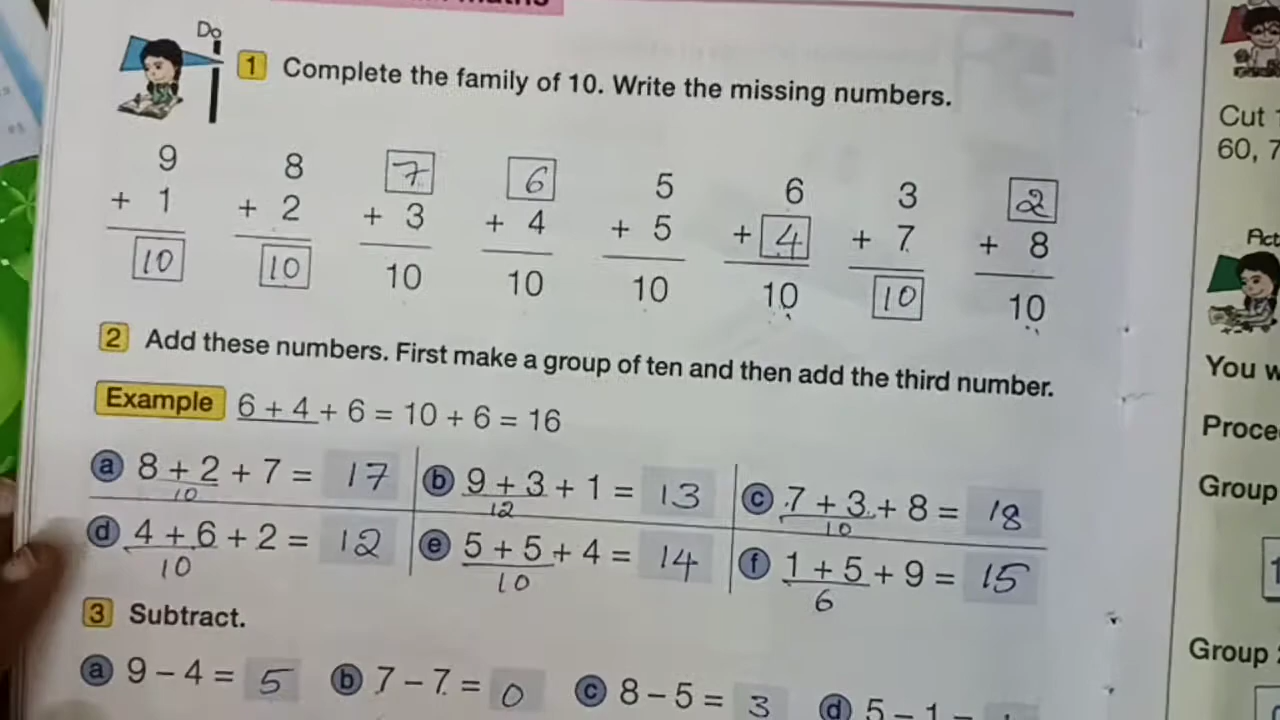 Do
1 Complete the family of 10. Write the missing numbers.
9 8 7 6 5 6 3 2
+ 1 + 2 + 3 + 4 + 5 + 4 + 7 + 8
10 10 10 10 10 10 10 10
2 Add these numbers. First make a group of ten and then add the third number.
Example 6 + 4 + 6 = 10 + 6 = 16
a 8 + 2 + 7 = 17 b 9 + 3 + 1 = 13 c 7 + 3 + 8 = 18
10 12 10
d 4 + 6 + 2 = 12 e 5 + 5 + 4 = 14 f 1 + 5 + 9 = 15
10 10 6
3 Subtract.
a 9 – 4 = 5 b 7 – 7 = 0 c 8 – 5 = 3 d 5 – 1 =
Cut
60, 7
Act
You w
Proce
Group
Group